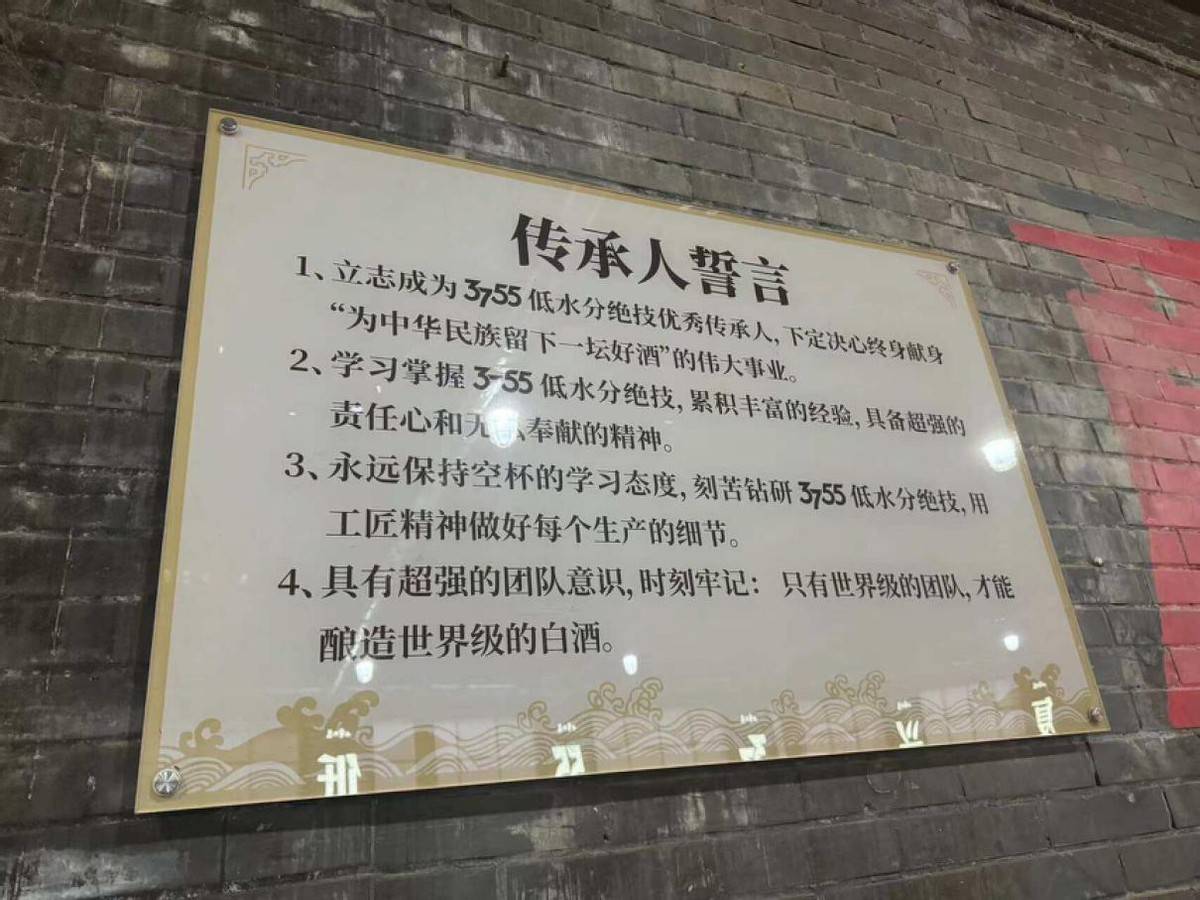 传承人誓言
1、立志成为3755低水分绝技优秀传承人,下定决心终身献身
“为中华民族留下一坛好酒”的伟大事业。
2、学习掌握3-55低水分绝技,累积丰富的经验,具备超强的
责任心和无私奉献的精神。
3、永远保持空杯的学习态度,刻苦钻研3755低水分绝技,用
工匠精神做好每个生产的细节。
4、具有超强的团队意识,时刻牢记：只有世界级的团队,才能
酿造世界级的白酒。